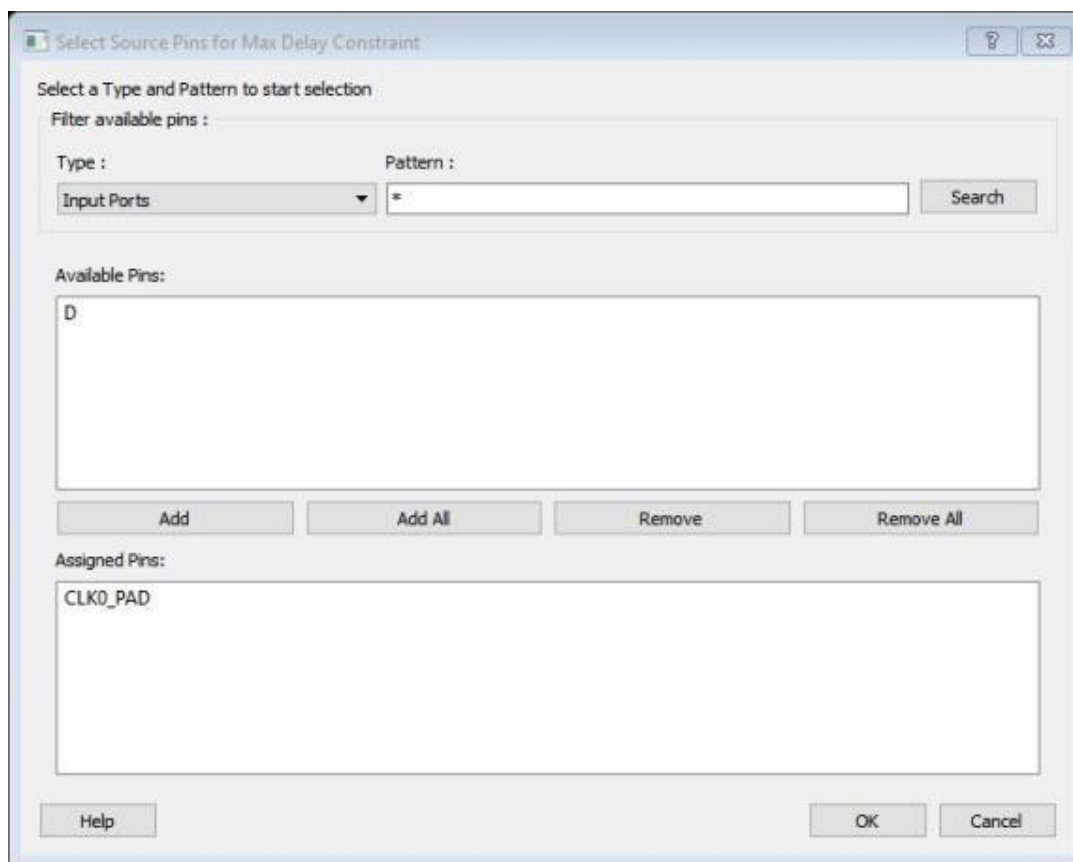 Select Source Pins for Max Delay Constraint
Select a Type and Pattern to start selection
Filter available pins :
Type :
Pattern :
Input Ports
*
Search
Available Pins:
D
Add
Add All
Remove
Remove All
Assigned Pins:
CLK0_PAD
Help
OK
Cancel